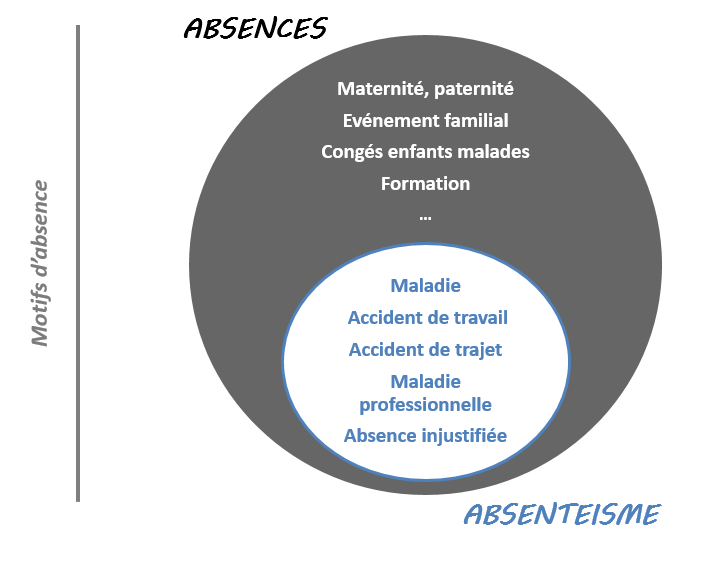 ABSENCES
Maternité, paternité
Evénement familial
Congés enfants malades
Formation
...
Motifs d'absence
Maladie
Accident de travail
Accident de trajet
Maladie
professionnelle
Absence injustifiée
ABSENTEISME